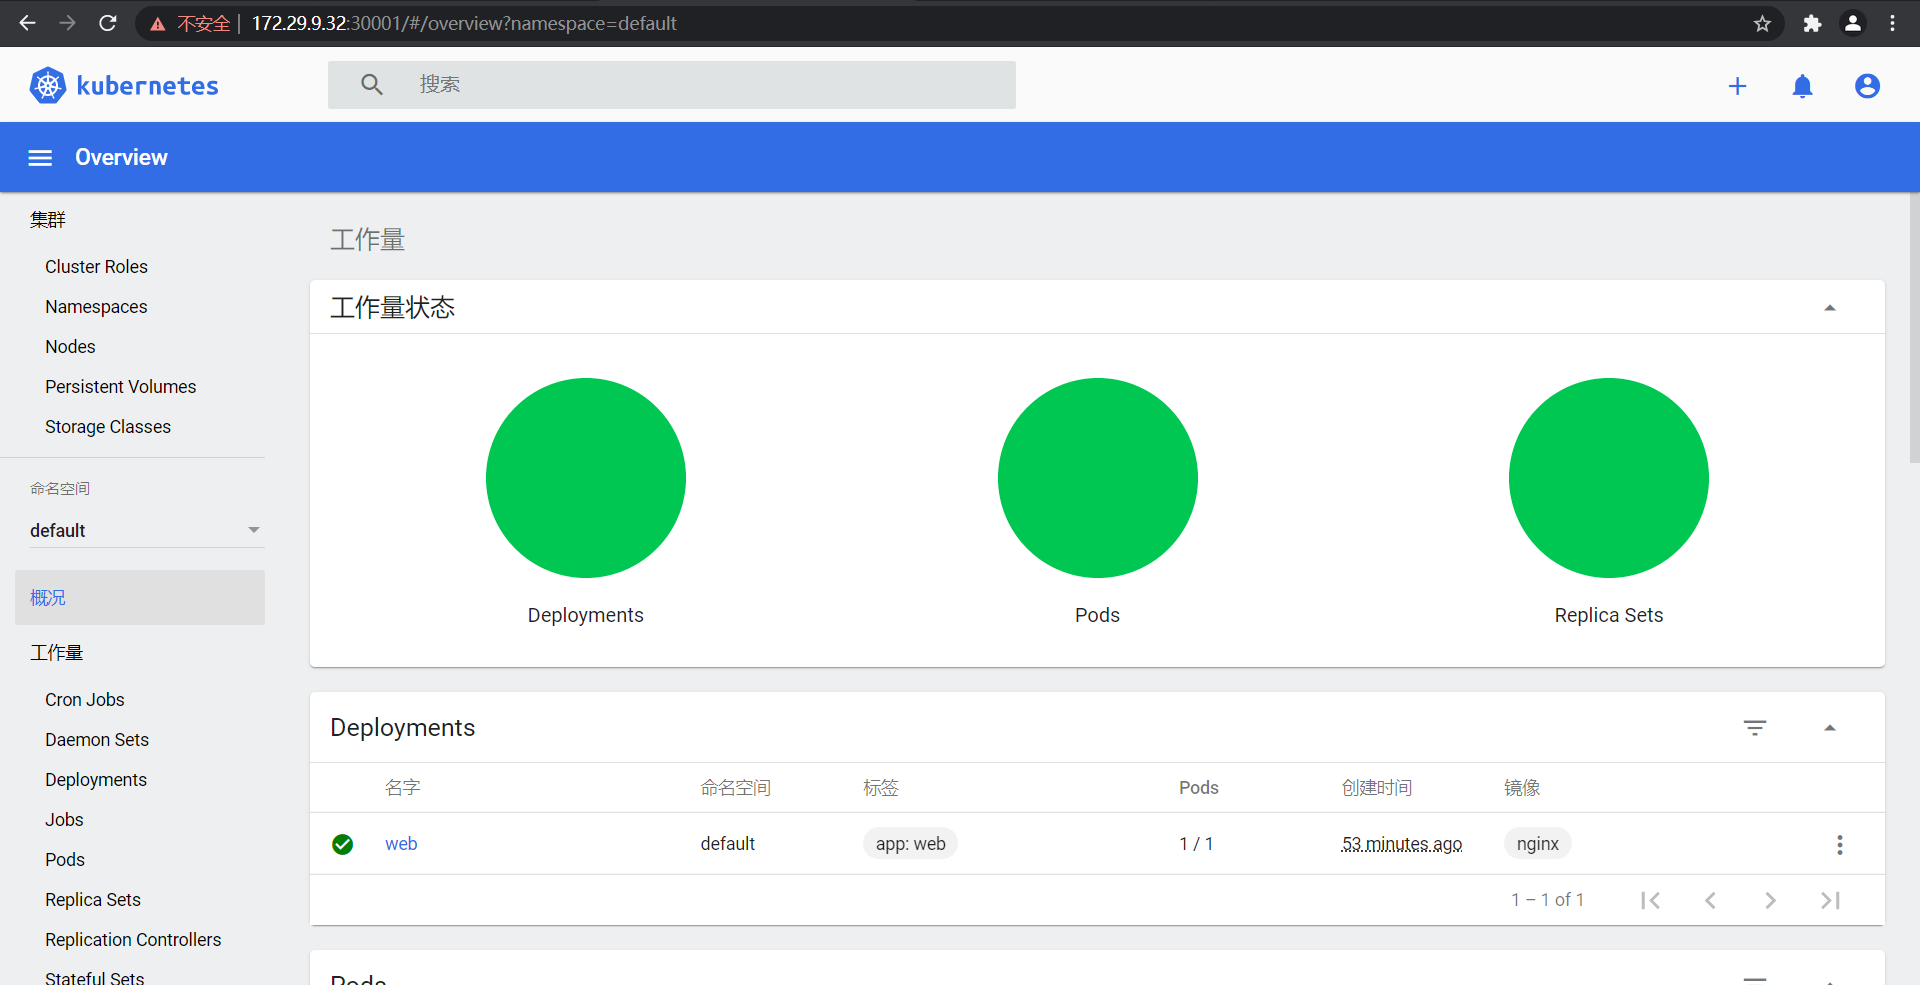 不安全 172.29.9.32:30001/#/overview?namespace=default
kubernetes
搜索
Overview
集群
Cluster Roles
Namespaces
Nodes
Persistent Volumes
Storage Classes
命名空间
default
概况
工作量
Cron Jobs
Daemon Sets
Deployments
Jobs
Pods
Replica Sets
Replication Controllers
Stateful Sets
工作量
工作量状态
Deployments Pods Replica Sets
Deployments
名字 命名空间 标签 Pods 创建时间 镜像
web default app: web 1 / 1 53 minutes ago nginx
1 – 1 of 1
Pods